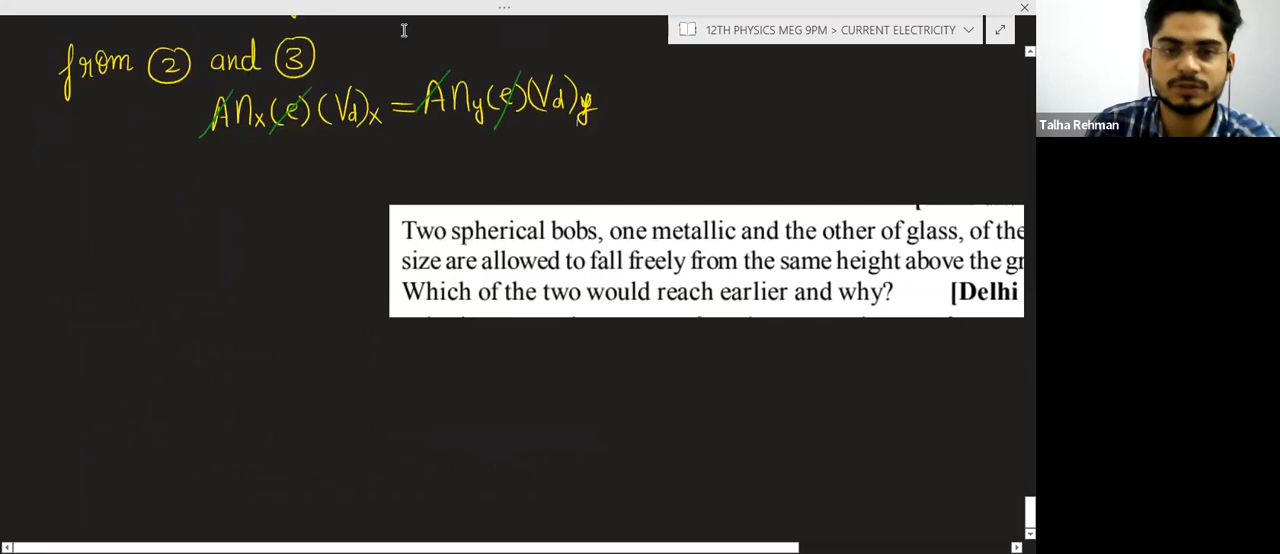 12TH PHYSICS MEG 9PM > CURRENT ELECTRICITY
from ② and ③
Anx(e)(Vd)x = Any(e)(Vd)y
Two spherical bobs, one metallic and the other of glass, of the
size are allowed to fall freely from the same height above the gr
Which of the two would reach earlier and why? [Delhi
Talha Rehman